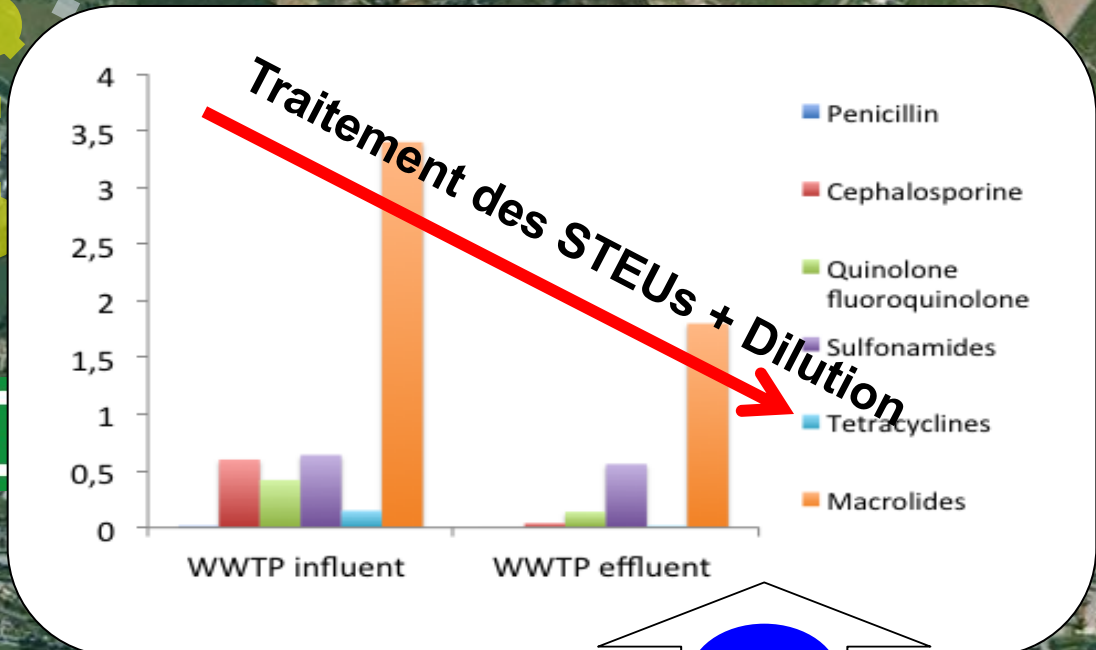 4
3,5
3
2,5
2
1,5
1
0,5
0
WWTP influent
WWTP effluent
Traitement des STEUs + Dilution
Penicillin
Cephalosporine
Quinolone
fluoroquinolone
Sulfonamides
Tetracyclines
Macrolides